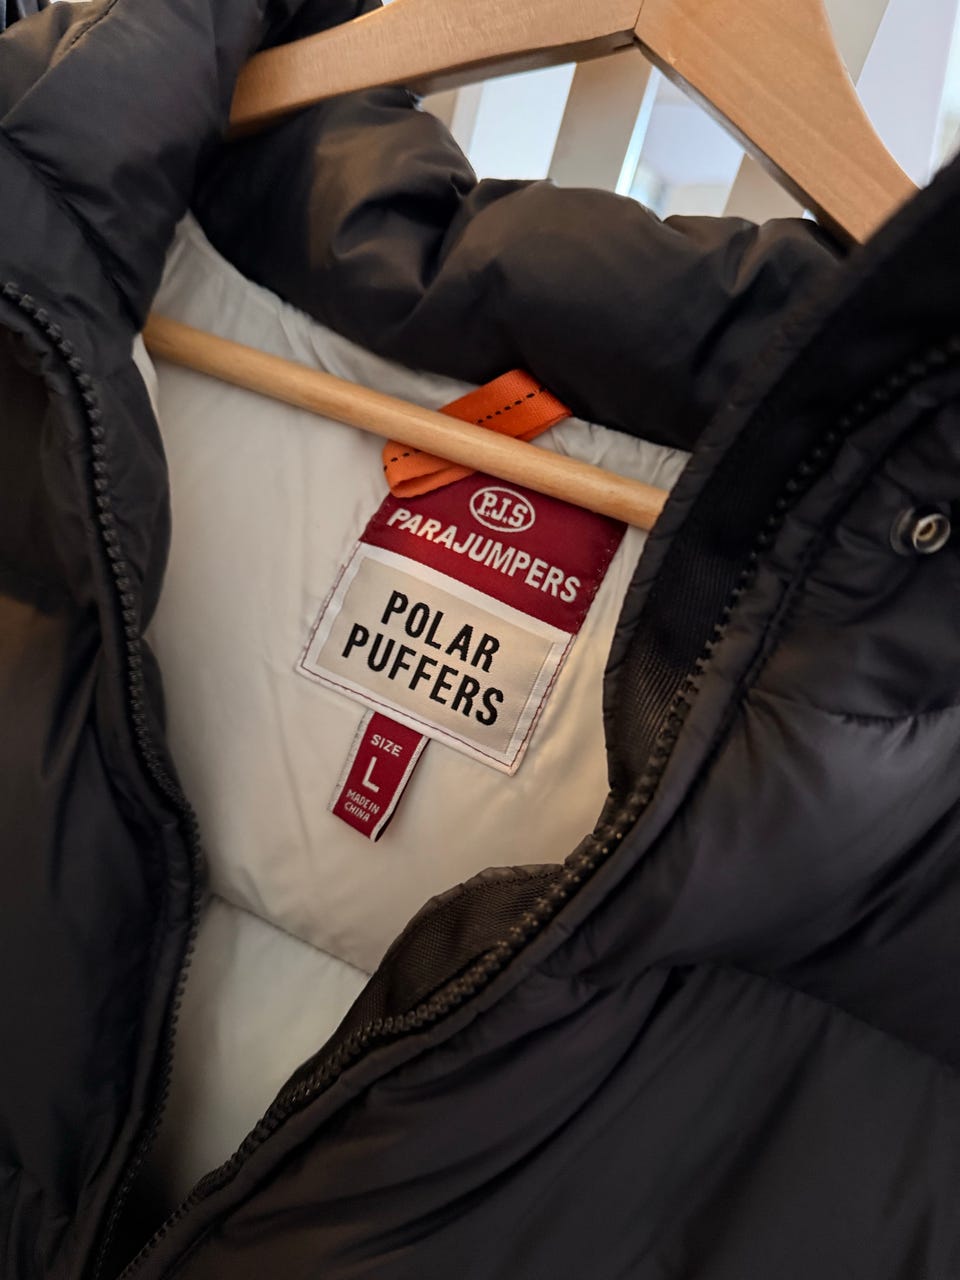 P.J.S
PARAJUMPERS
POLAR
PUFFERS
SIZE
L
MADE IN
CHINA